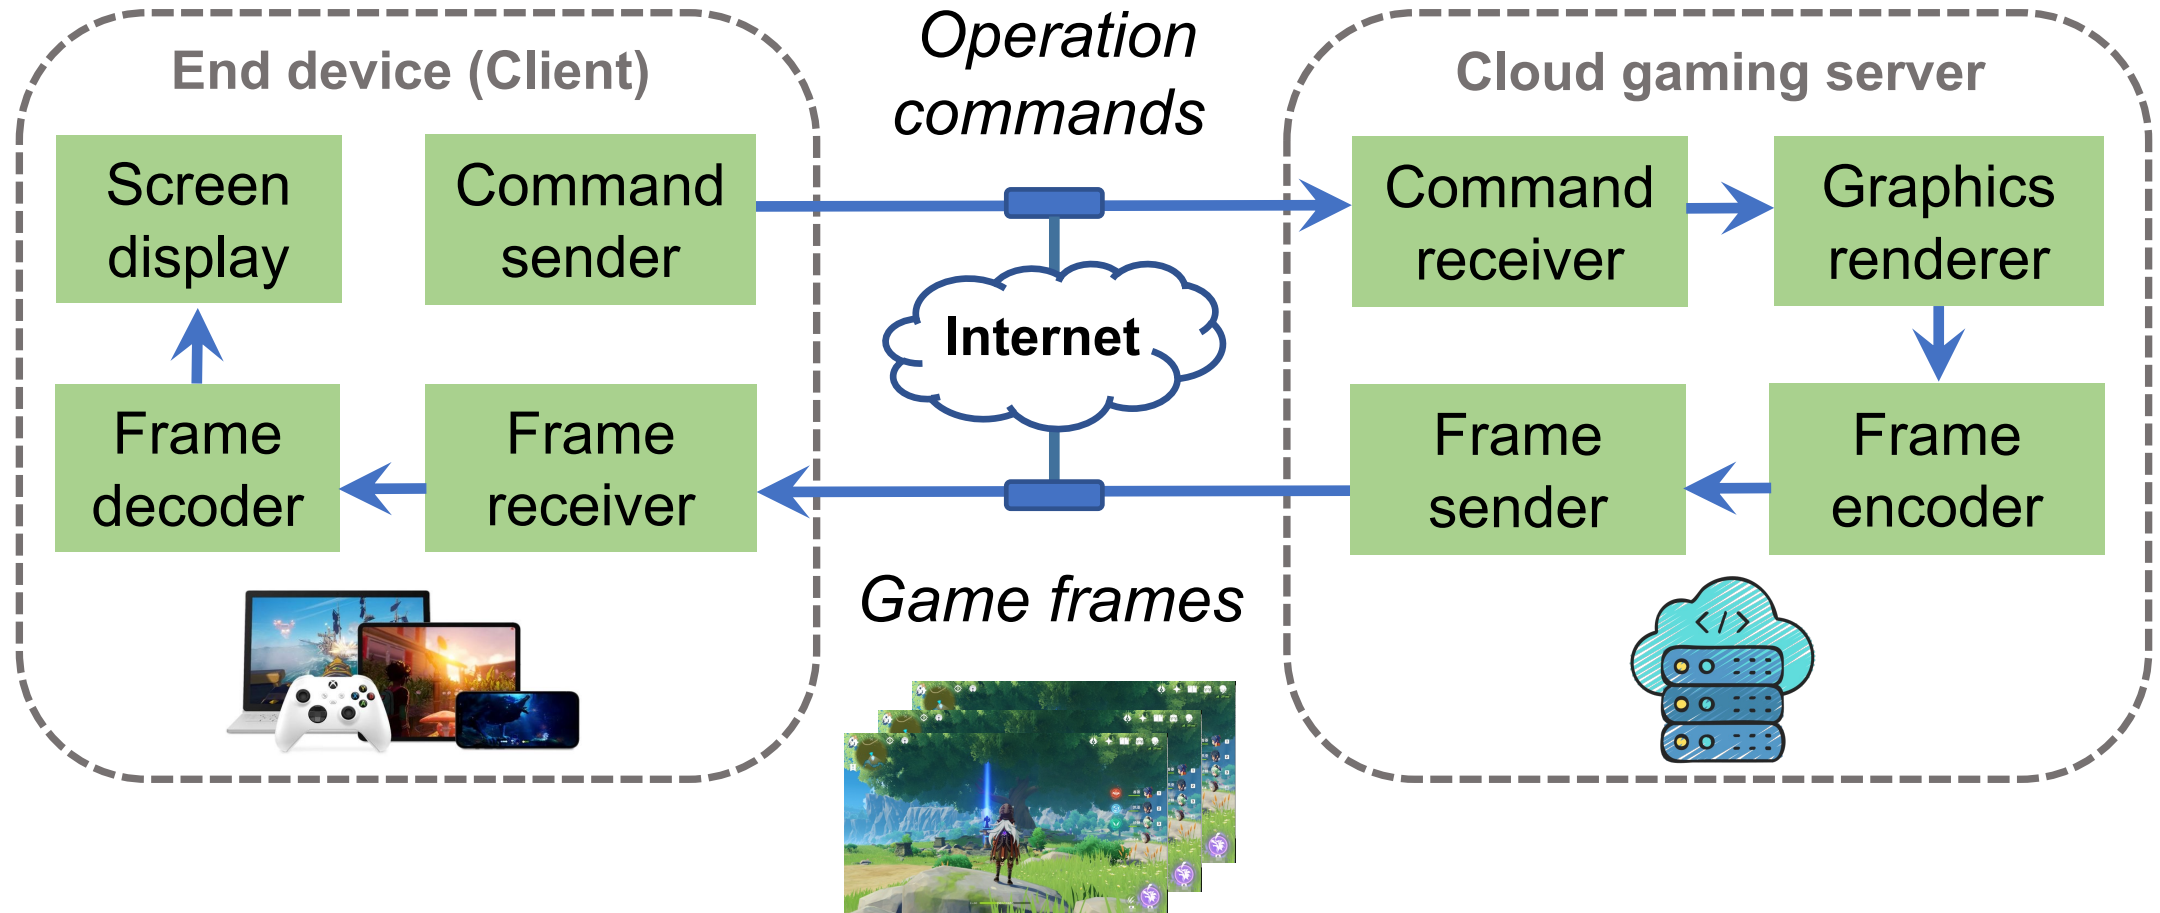 End device (Client)
Operation
commands
Cloud gaming server
Screen
display
Command
sender
Command
receiver
Graphics
renderer
Internet
Frame
decoder
Frame
receiver
Frame
sender
Frame
encoder
Game frames